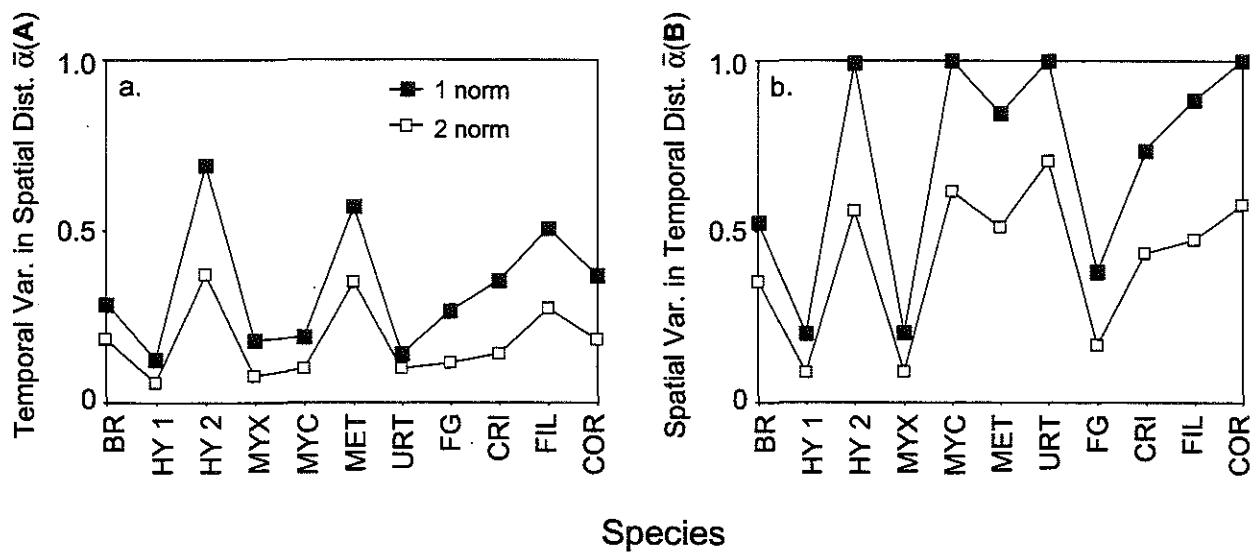 Temporal Var. in Spatial Dist. ᾱ(A)
1.0
0.5
0
a.
1 norm
2 norm
BR
HY 1
HY 2
MYX
MYC
MET
URT
FG
CRI
FIL
COR
Spatial Var. in Temporal Dist. ᾱ(B)
1.0
0.5
0
b.
BR
HY 1
HY 2
MYX
MYC
MET
URT
FG
CRI
FIL
COR
Species